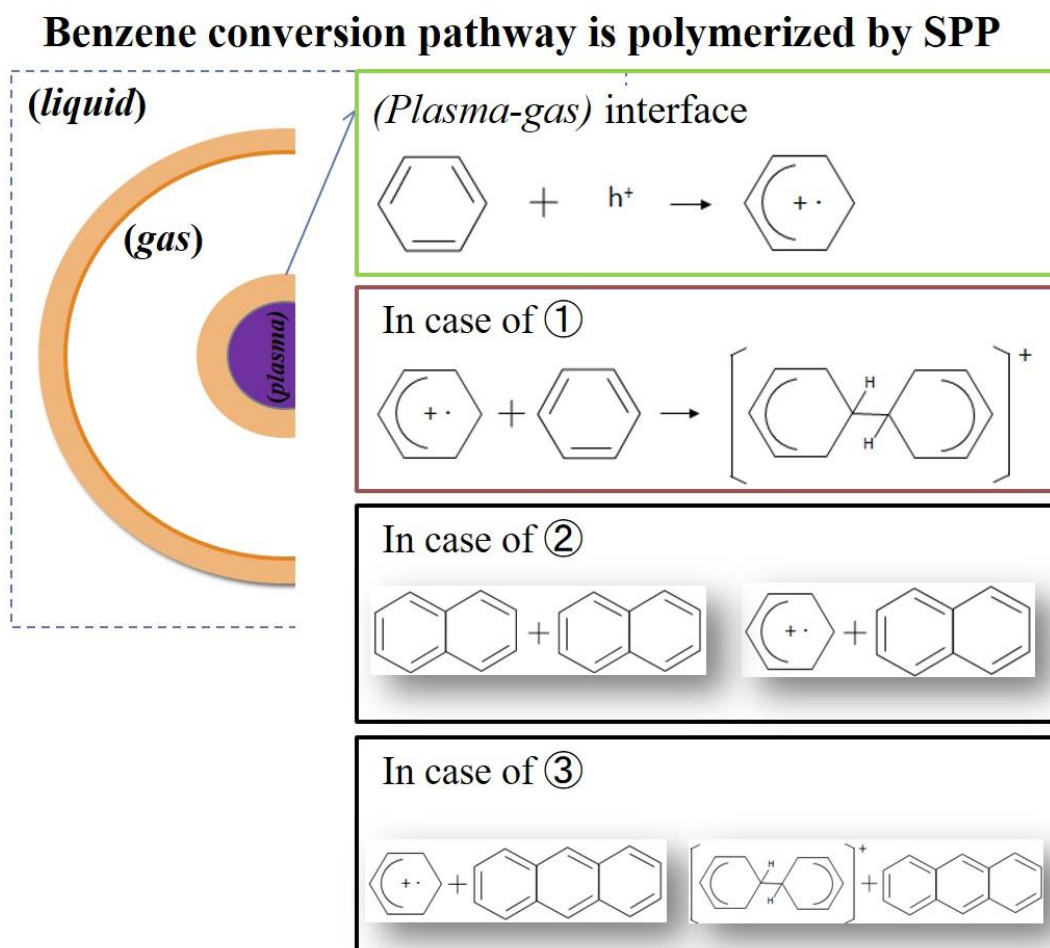 Benzene conversion pathway is polymerized by SPP
(liquid)
(gas)
(plasma)
(Plasma-gas) interface
+ h⁺ → + ·
In case of ①
+ · + → H H +
In case of ②
+ + · +
In case of ③
+ · + H H + +